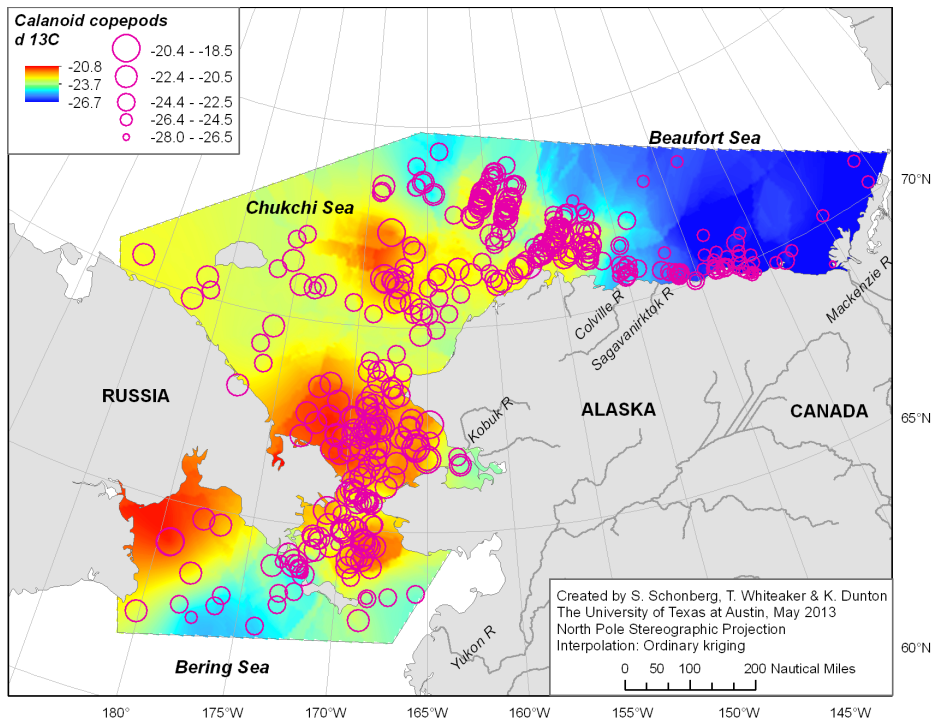 Calanoid copepods
d 13C
-20.8
-23.7
-26.7
-20.4 - -18.5
-22.4 - -20.5
-24.4 - -22.5
-26.4 - -24.5
-28.0 - -26.5
Beaufort Sea
Chukchi Sea
70°N
Mackenzie R
Colville R
Sagavanirktok R
RUSSIA
ALASKA
CANADA
Kobuk R
65°N
Created by S. Schonberg, T. Whiteaker & K. Dunton
The University of Texas at Austin, May 2013
North Pole Stereographic Projection
Interpolation: Ordinary kriging
0 50 100 200 Nautical Miles
Yukon R
Bering Sea
60°N
180° 175°W 170°W 165°W 160°W 155°W 150°W 145°W